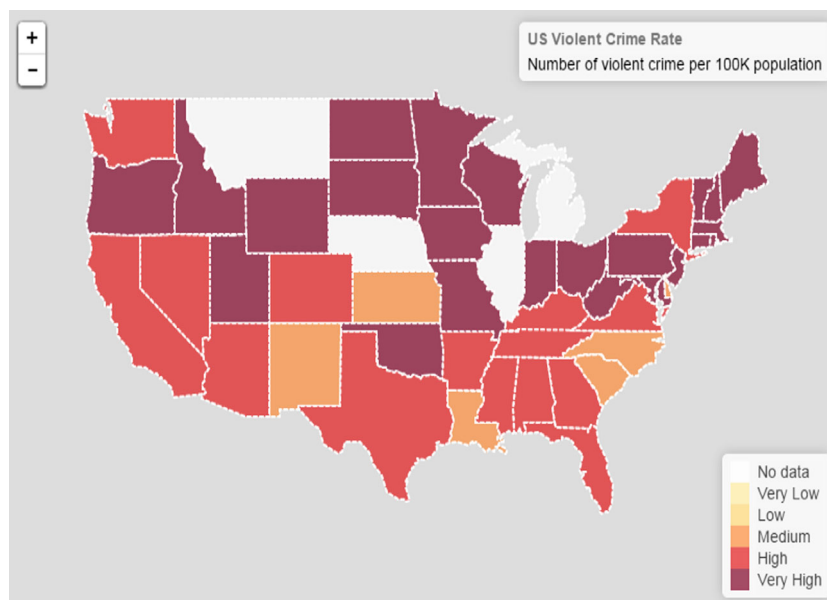 +
−
US Violent Crime Rate
Number of violent crime per 100K population
No data
Very Low
Low
Medium
High
Very High